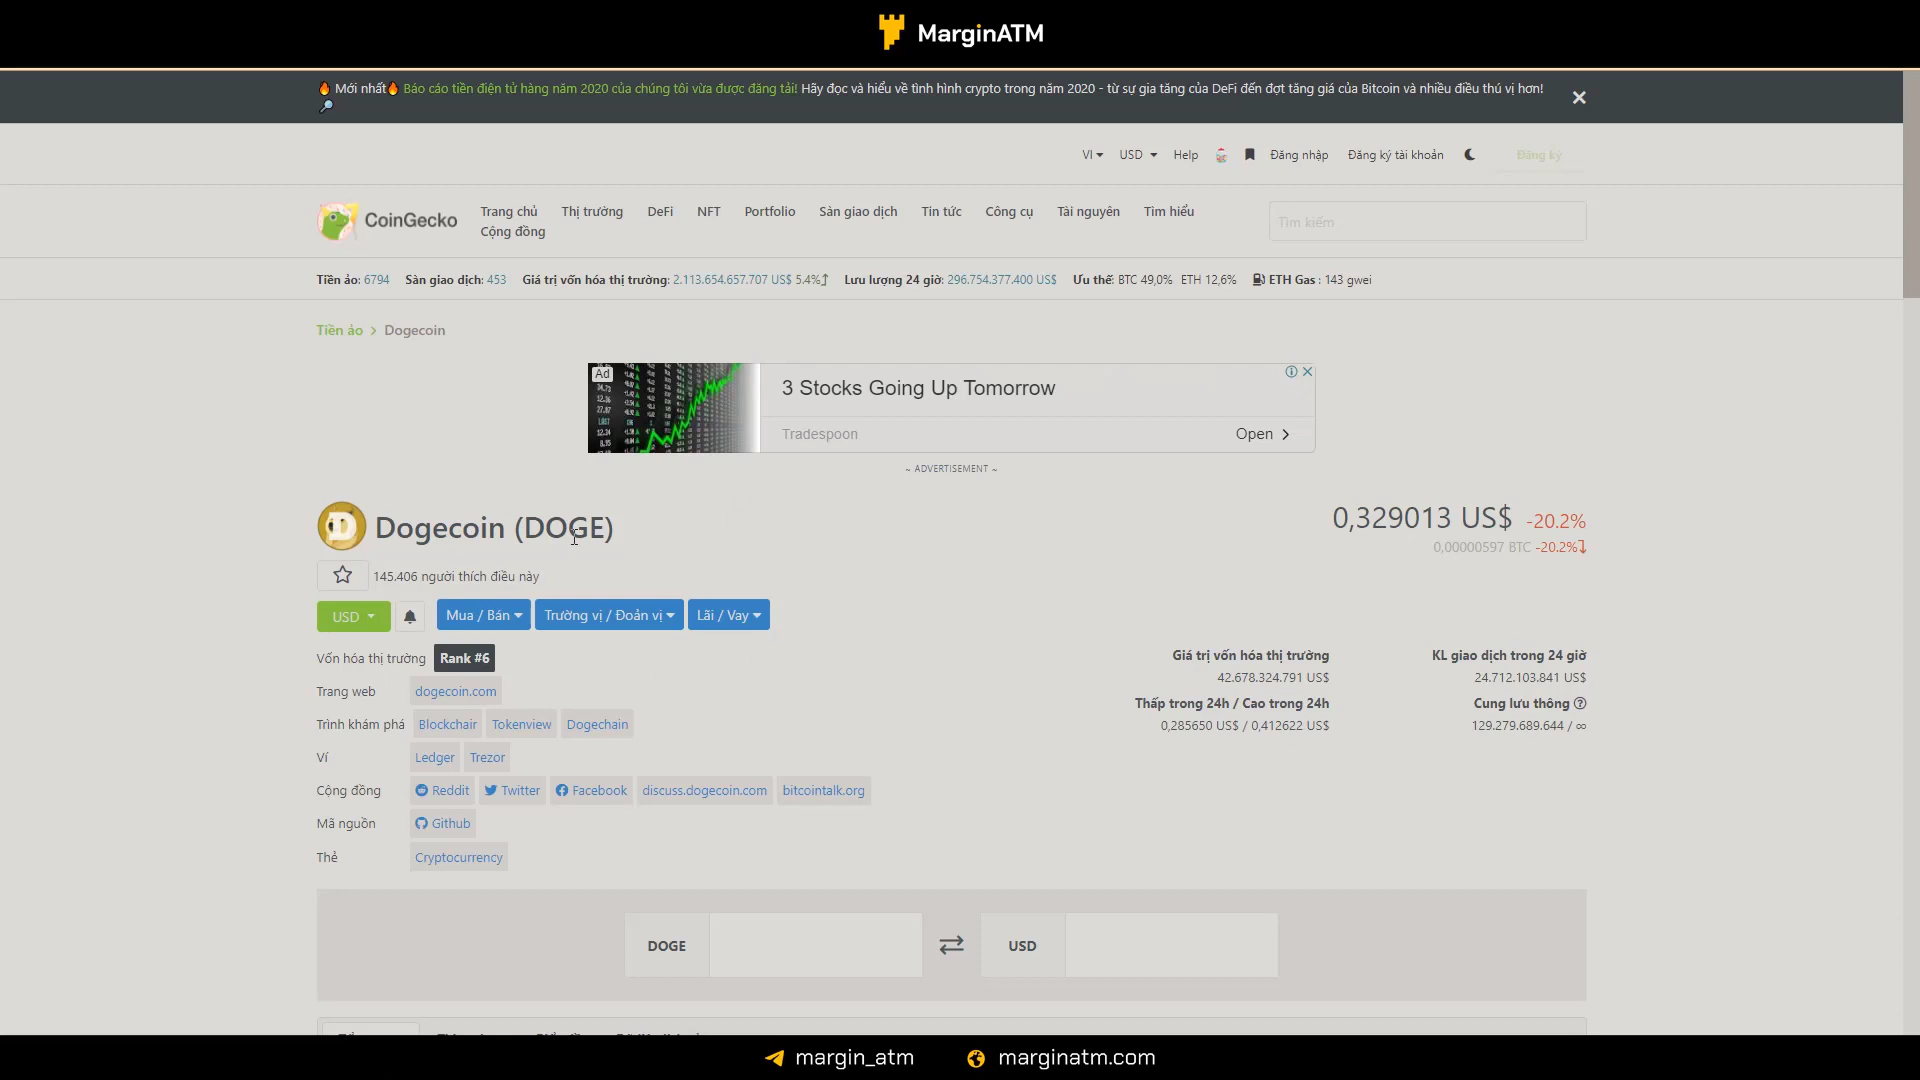 MarginATM
Mới nhất Báo cáo tiền điện tử hàng năm 2020 của chúng tôi vừa được đăng tải! Hãy đọc và hiểu về tình hình crypto trong năm 2020 - từ sự gia tăng của DeFi đến đợt tăng giá của Bitcoin và nhiều điều thú vị hơn!
VI USD Help Đăng nhập Đăng ký tài khoản Đăng ký
CoinGecko
Trang chủ Thị trường DeFi NFT Portfolio Sàn giao dịch Tin tức Công cụ Tài nguyên Tìm hiểu
Cộng đồng
Tìm kiếm
Tiền ảo: 6794 Sàn giao dịch: 453 Giá trị vốn hóa thị trường: 2.113.654.657.707 US$ 5.4% Lưu lượng 24 giờ: 296.754.377.400 US$ Ưu thế: BTC 49,0% ETH 12,6% ETH Gas : 143 gwei
Tiền ảo > Dogecoin
Ad
3 Stocks Going Up Tomorrow
Tradespoon
Open
~ ADVERTISEMENT ~
Dogecoin (DOGE)
0,329013 US$ -20.2%
0,00000597 BTC -20.2%
145.406 người thích điều này
USD Mua / Bán Trường vị / Đoản vị Lãi / Vay
Vốn hóa thị trường Rank #6
Trang web dogecoin.com
Trình khám phá Blockchair Tokenview Dogechain
Ví Ledger Trezor
Cộng đồng Reddit Twitter Facebook discuss.dogecoin.com bitcointalk.org
Mã nguồn Github
Thẻ Cryptocurrency
Giá trị vốn hóa thị trường KL giao dịch trong 24 giờ
42.678.324.791 US$ 24.712.103.841 US$
Thấp trong 24h / Cao trong 24h Cung lưu thông
0,285650 US$ / 0,412622 US$ 129.279.689.644 / ∞
DOGE USD
margin_atm marginatm.com